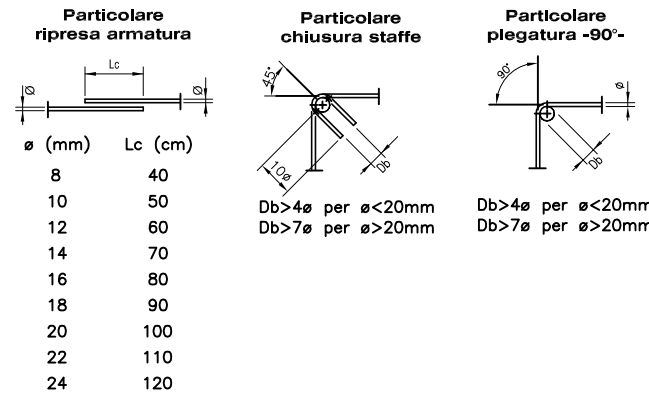 Particolare
ripresa armatura
Lc
Ø
Ø
ø (mm) Lc (cm)
8 40
10 50
12 60
14 70
16 80
18 90
20 100
22 110
24 120
Particolare
chiusura staffe
45°
10ø
Db
Db>4ø per ø<20mm
Db>7ø per ø>20mm
Particolare
piegatura -90°-
90°
ø
Db
Db>4ø per ø<20mm
Db>7ø per ø>20mm